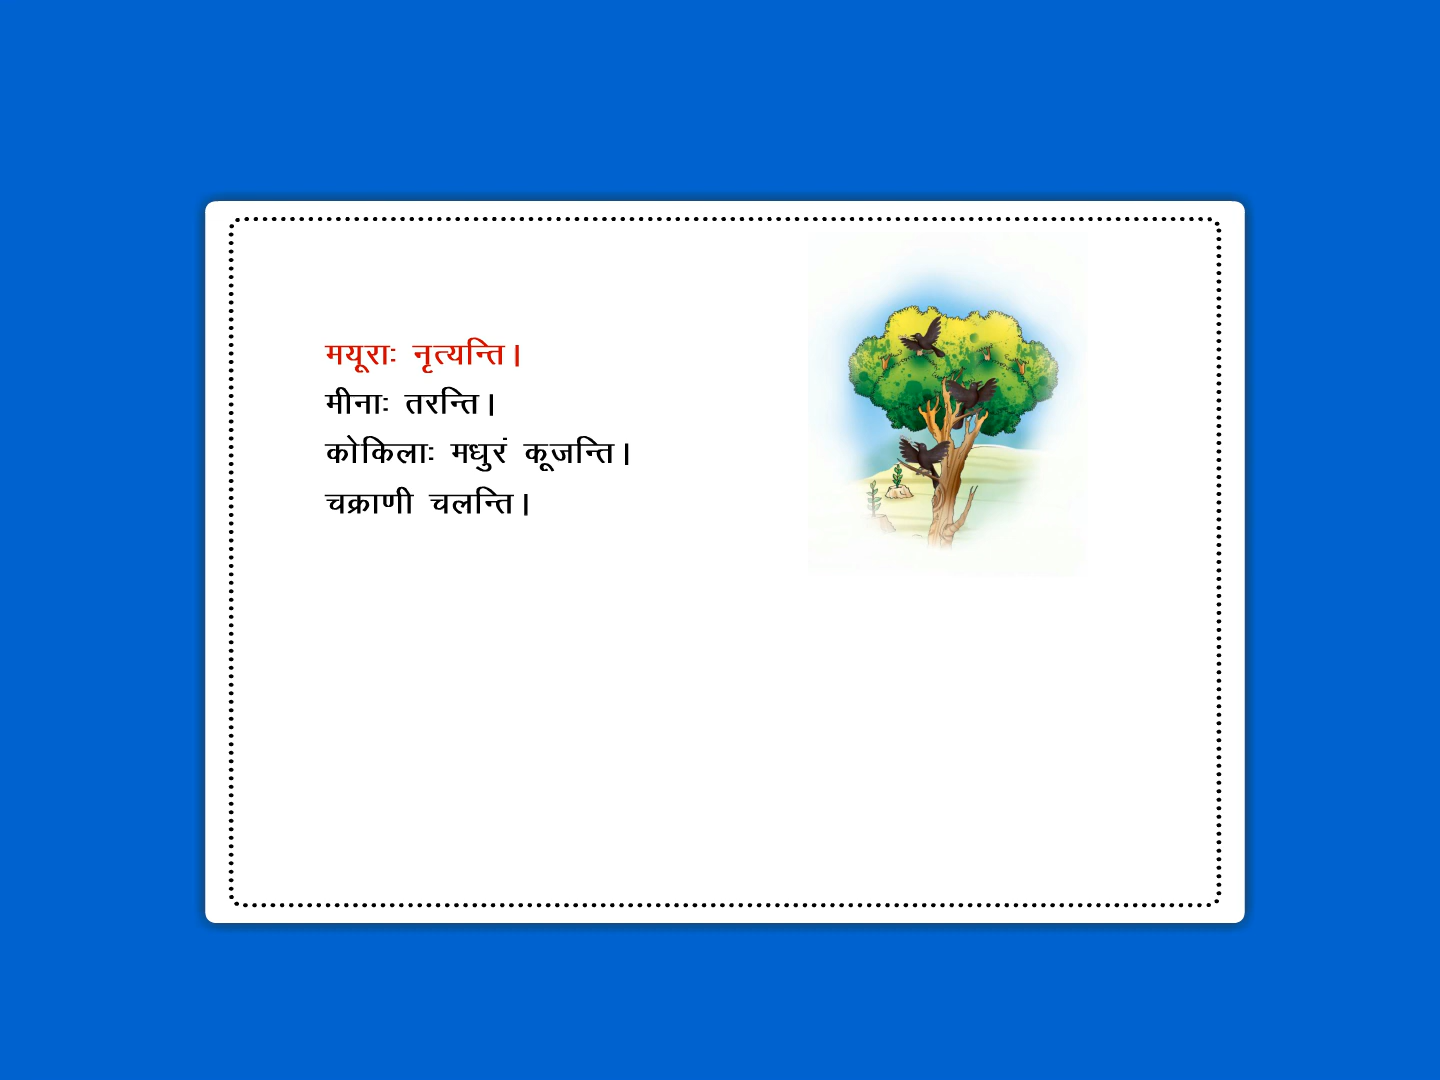 मयूराः नृत्यन्ति।
मीनाः तरन्ति।
कोकिलाः मधुरं कूजन्ति।
चक्राणी चलन्ति।